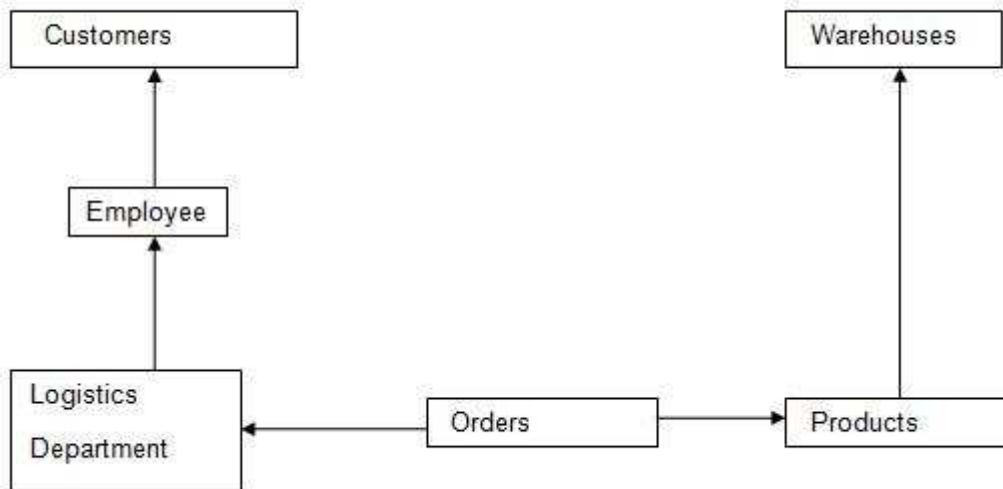 Customers
Warehouses
Employee
Logistics
Department
Orders
Products